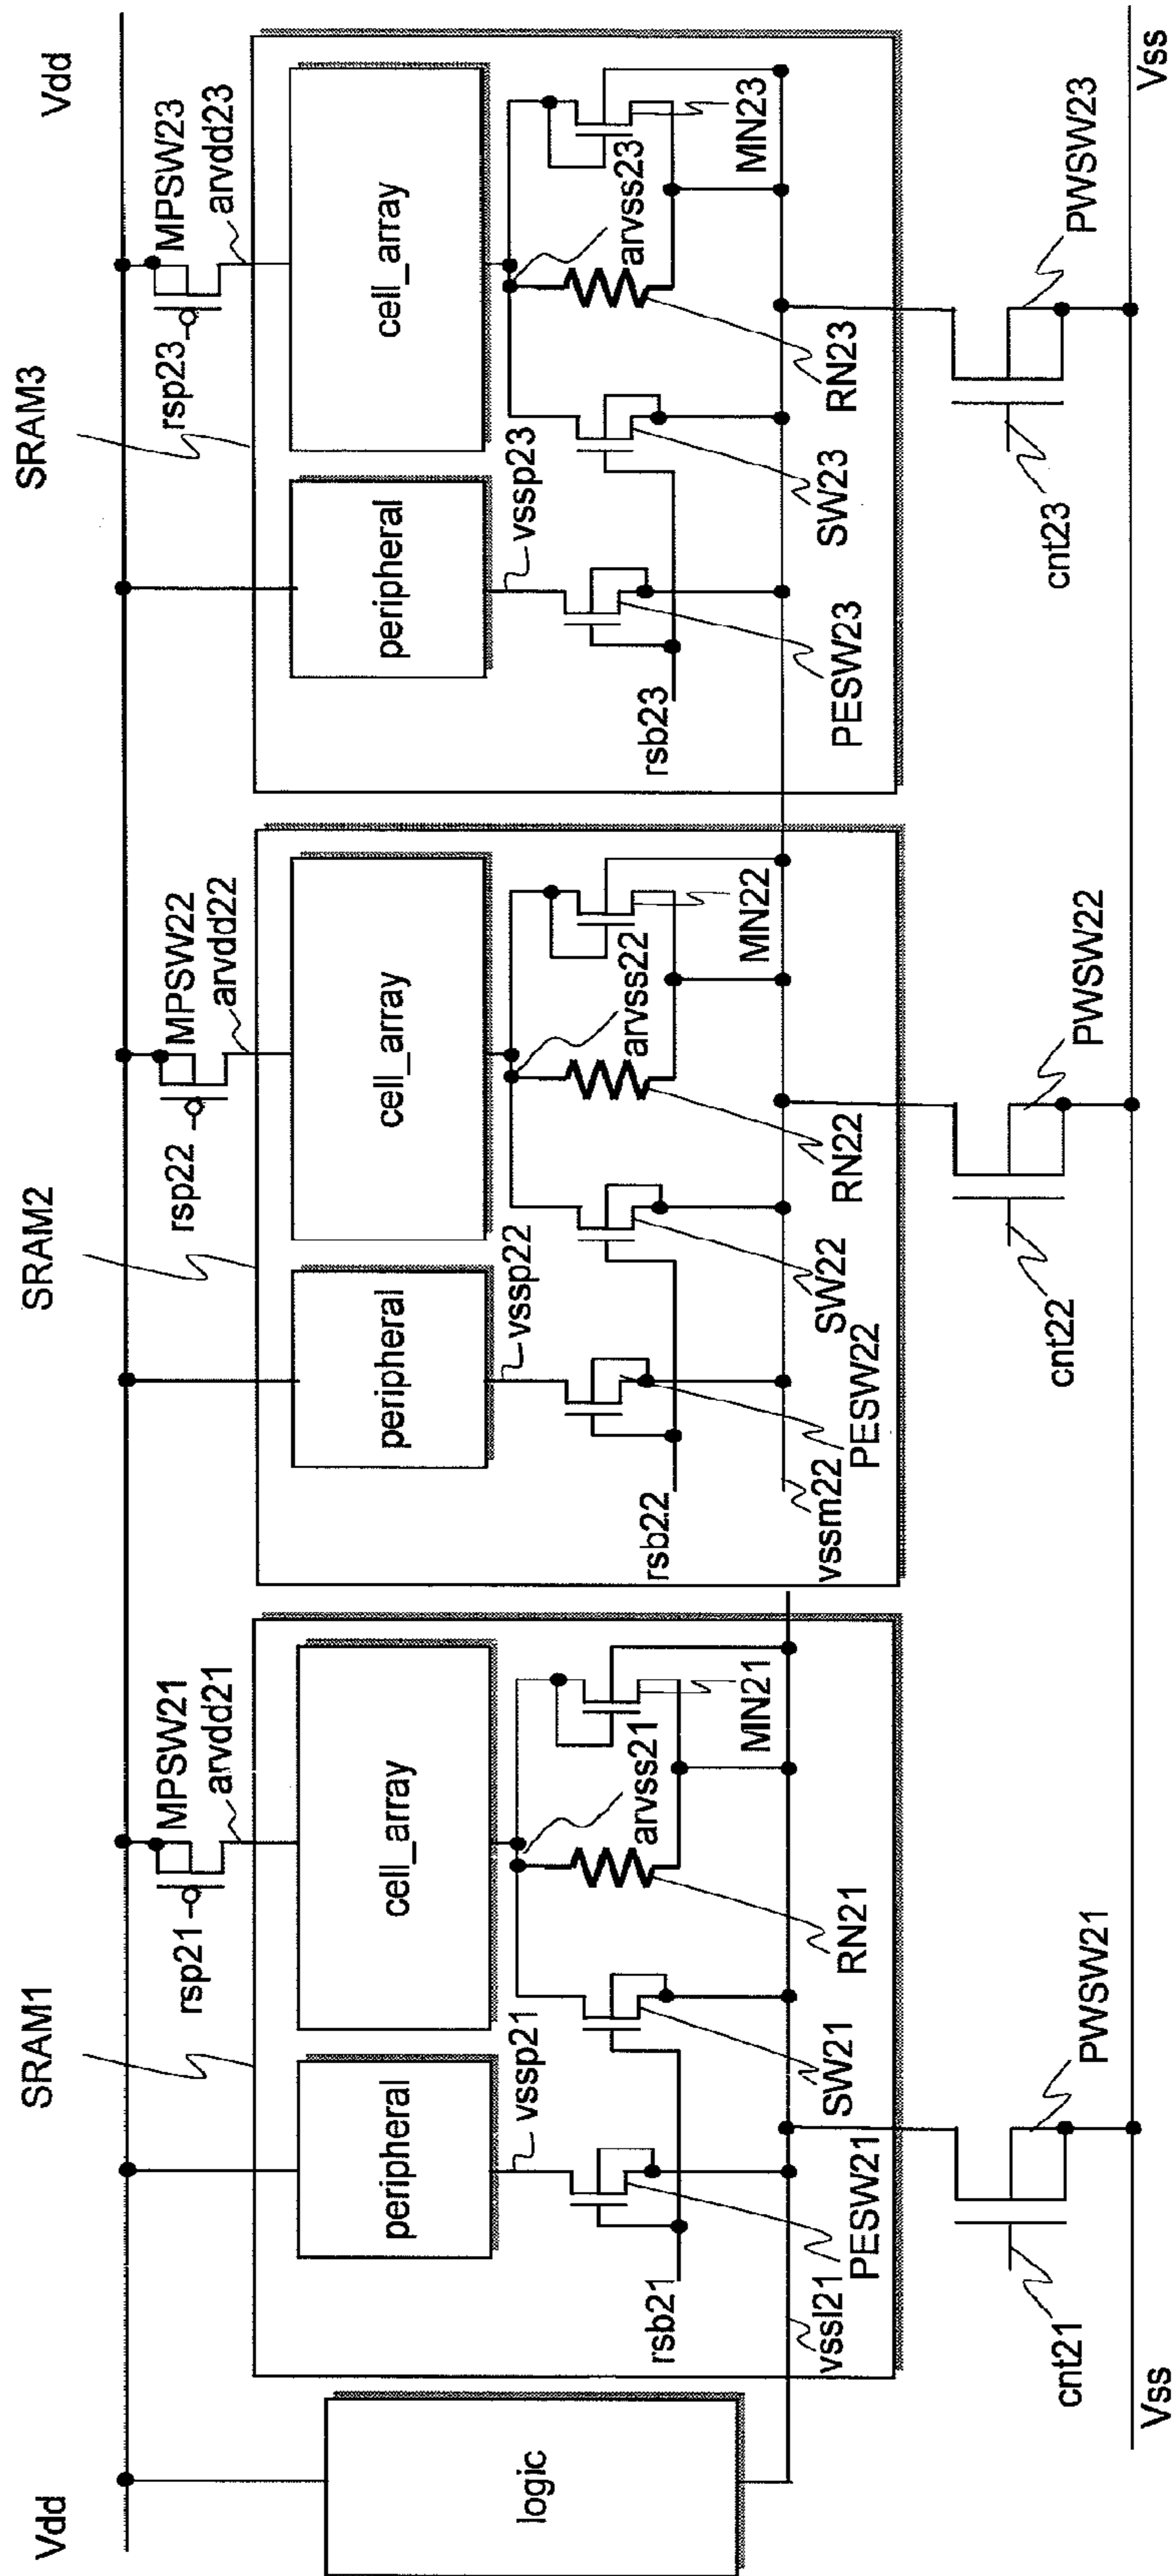 Vdd
Vdd
SRAM1
SRAM2
SRAM3
rsp21
MPSW21
arvdd21
rsp22
MPSW22
arvdd22
rsp23
MPSW23
arvdd23
logic
peripheral
cell_array
peripheral
cell_array
peripheral
cell_array
vssp21
arvss21
vssp22
arvss22
vssp23
arvss23
rsb21
MN21
rsb22
MN22
rsb23
MN23
vssl21
PESW21
SW21
RN21
vssm22
PESW22
SW22
RN22
PESW23
SW23
RN23
cnt21
PWSW21
cnt22
PWSW22
cnt23
PWSW23
Vss
Vss